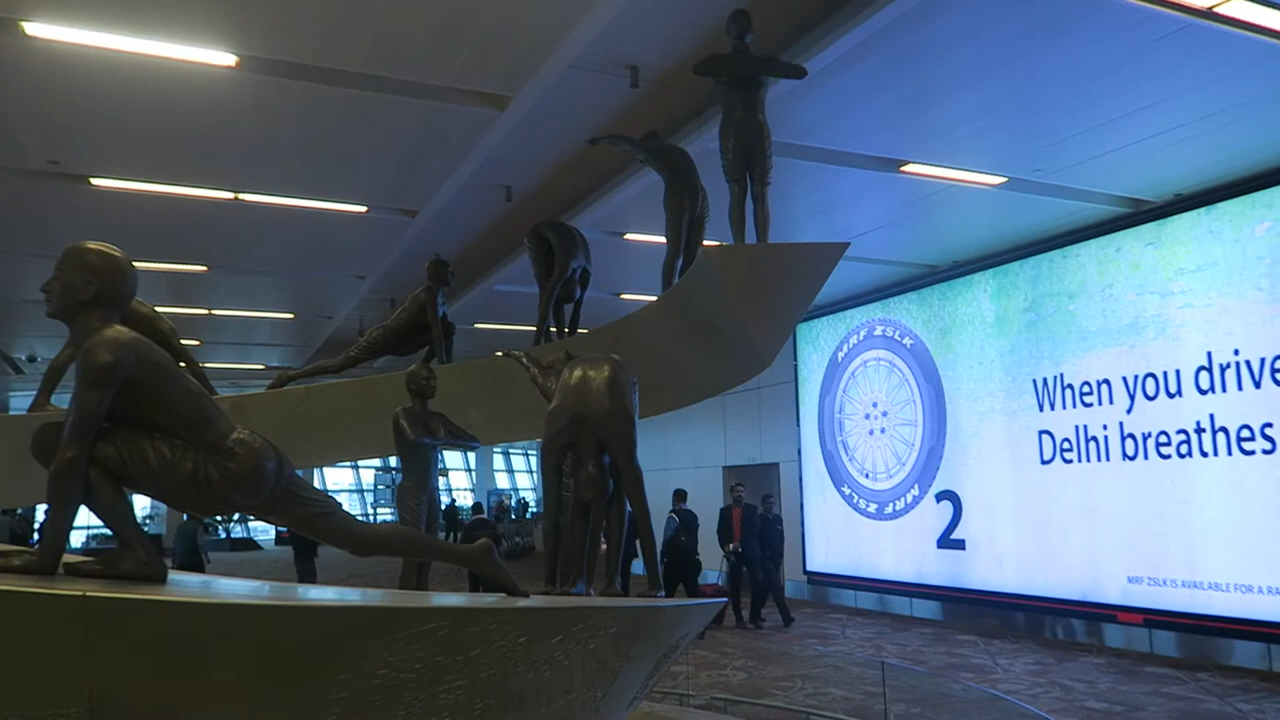 MRF ZSLK
MRF ZSLK
2
When you drive
Delhi breathes
MRF ZSLK IS AVAILABLE FOR A